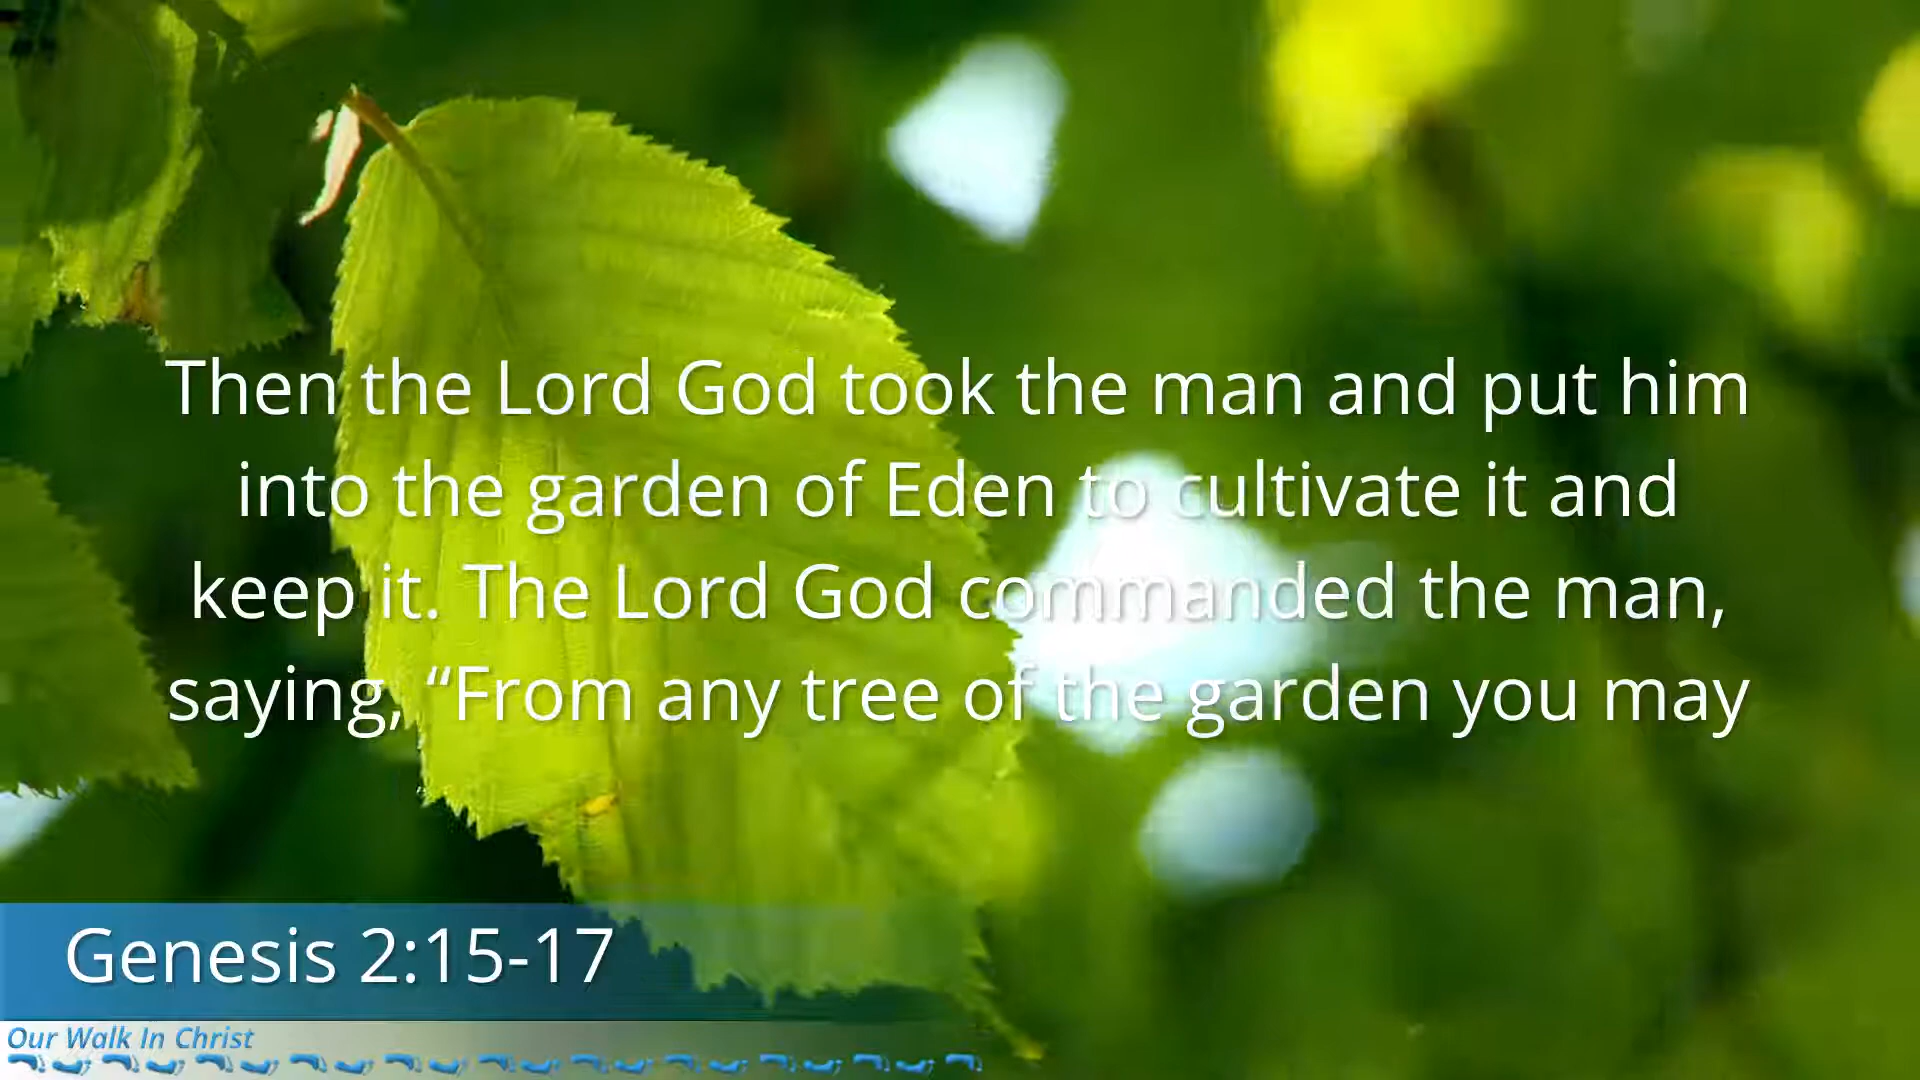 Then the Lord God took the man and put him
into the garden of Eden to cultivate it and
keep it. The Lord God commanded the man,
saying, “From any tree of the garden you may
Genesis 2:15-17
Our Walk In Christ